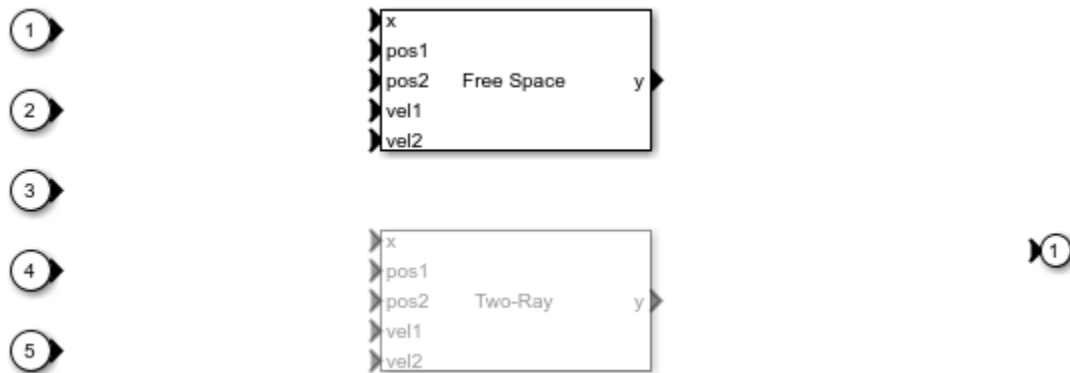 1
x
pos1
pos2 Free Space y
vel1
vel2
2
3
4
5
x
pos1
pos2 Two-Ray y
vel1
vel2
1